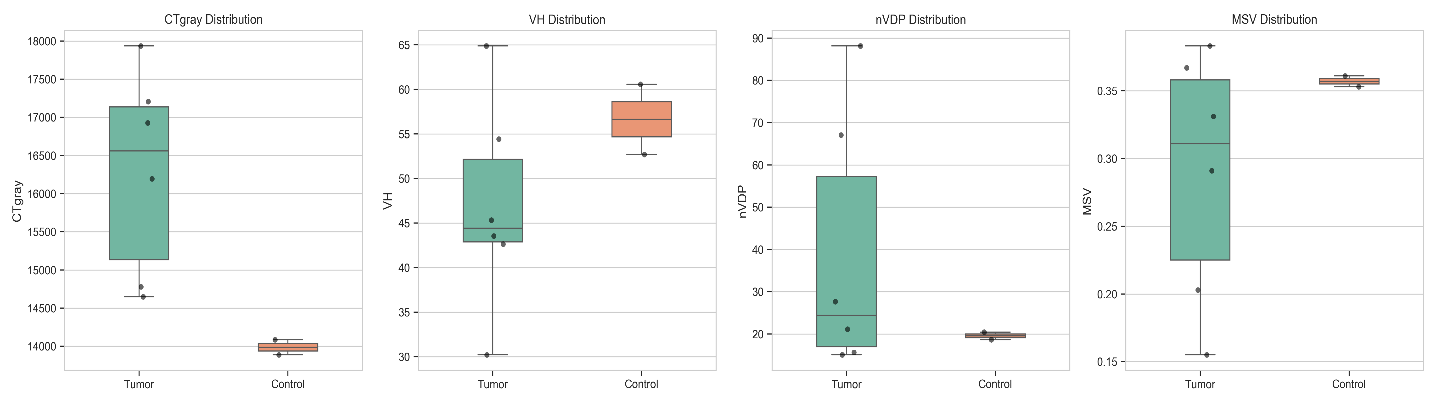 CTgray Distribution
18000
17500
17000
16500
16000
15500
15000
14500
14000
CTgray
Tumor
Control
VH Distribution
65
60
55
50
45
40
35
30
VH
Tumor
Control
nVDP Distribution
90
80
70
60
50
40
30
20
nVDP
Tumor
Control
MSV Distribution
0.35
0.30
0.25
0.20
0.15
MSV
Tumor
Control